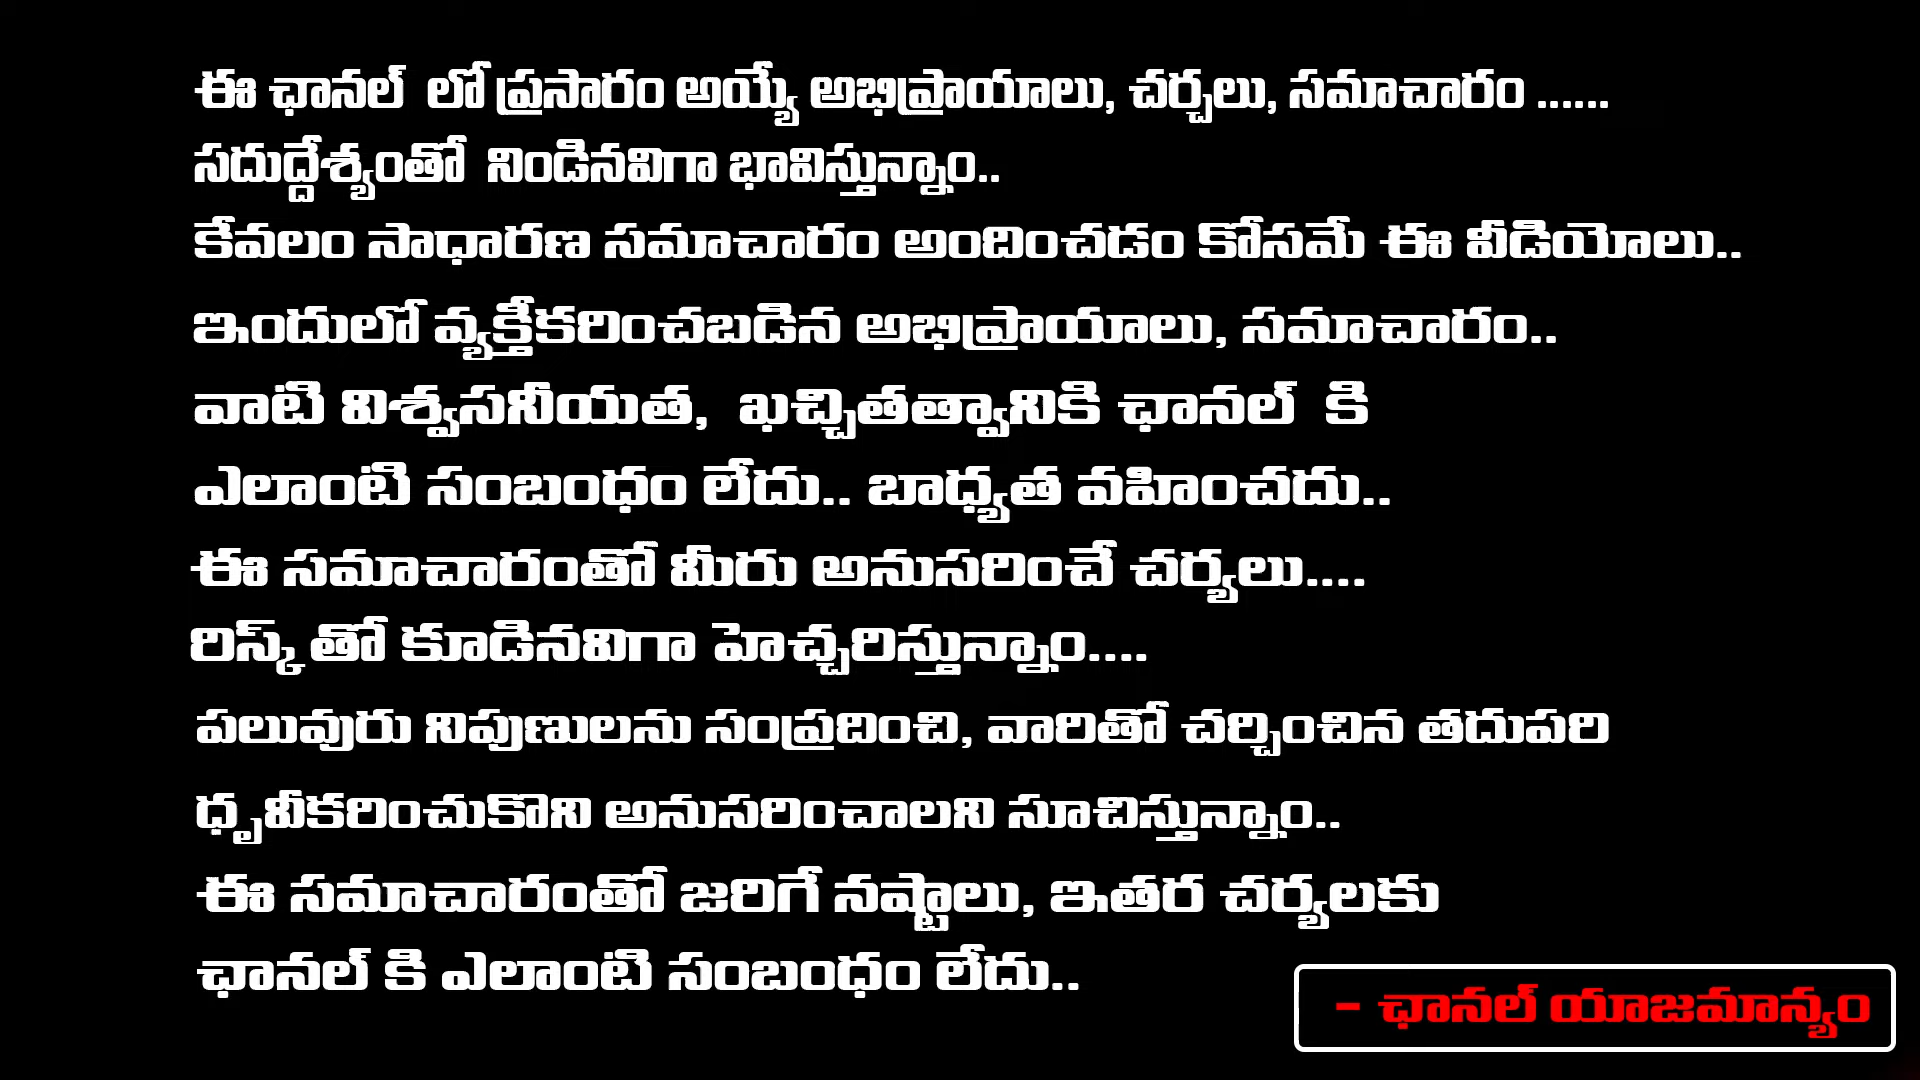 ఈ ఛానల్ లో ప్రసారం అయ్యే అభిప్రాయాలు, చర్చలు, సమాచారం ......
సదుద్దేశ్యంతో నిండినవిగా భావిస్తున్నాం..
కేవలం సాధారణ సమాచారం అందించడం కోసమే ఈ వీడియోలు..
ఇందులో వ్యక్తీకరించబడిన అభిప్రాయాలు, సమాచారం..
వాటి విశ్వసనీయత, ఖచ్చితత్వానికి ఛానల్ కి
ఎలాంటి సంబంధం లేదు.. బాధ్యత వహించదు..
ఈ సమాచారంతో మీరు అనుసరించే చర్యలు....
రిస్క్ తో కూడినవిగా హెచ్చరిస్తున్నాం....
పలువురు నిపుణులను సంప్రదించి, వారితో చర్చించిన తదుపరి
ధృవీకరించుకొని అనుసరించాలని సూచిస్తున్నాం..
ఈ సమాచారంతో జరిగే నష్టాలు, ఇతర చర్యలకు
ఛానల్ కి ఎలాంటి సంబంధం లేదు..
- ఛానల్ యాజమాన్యం